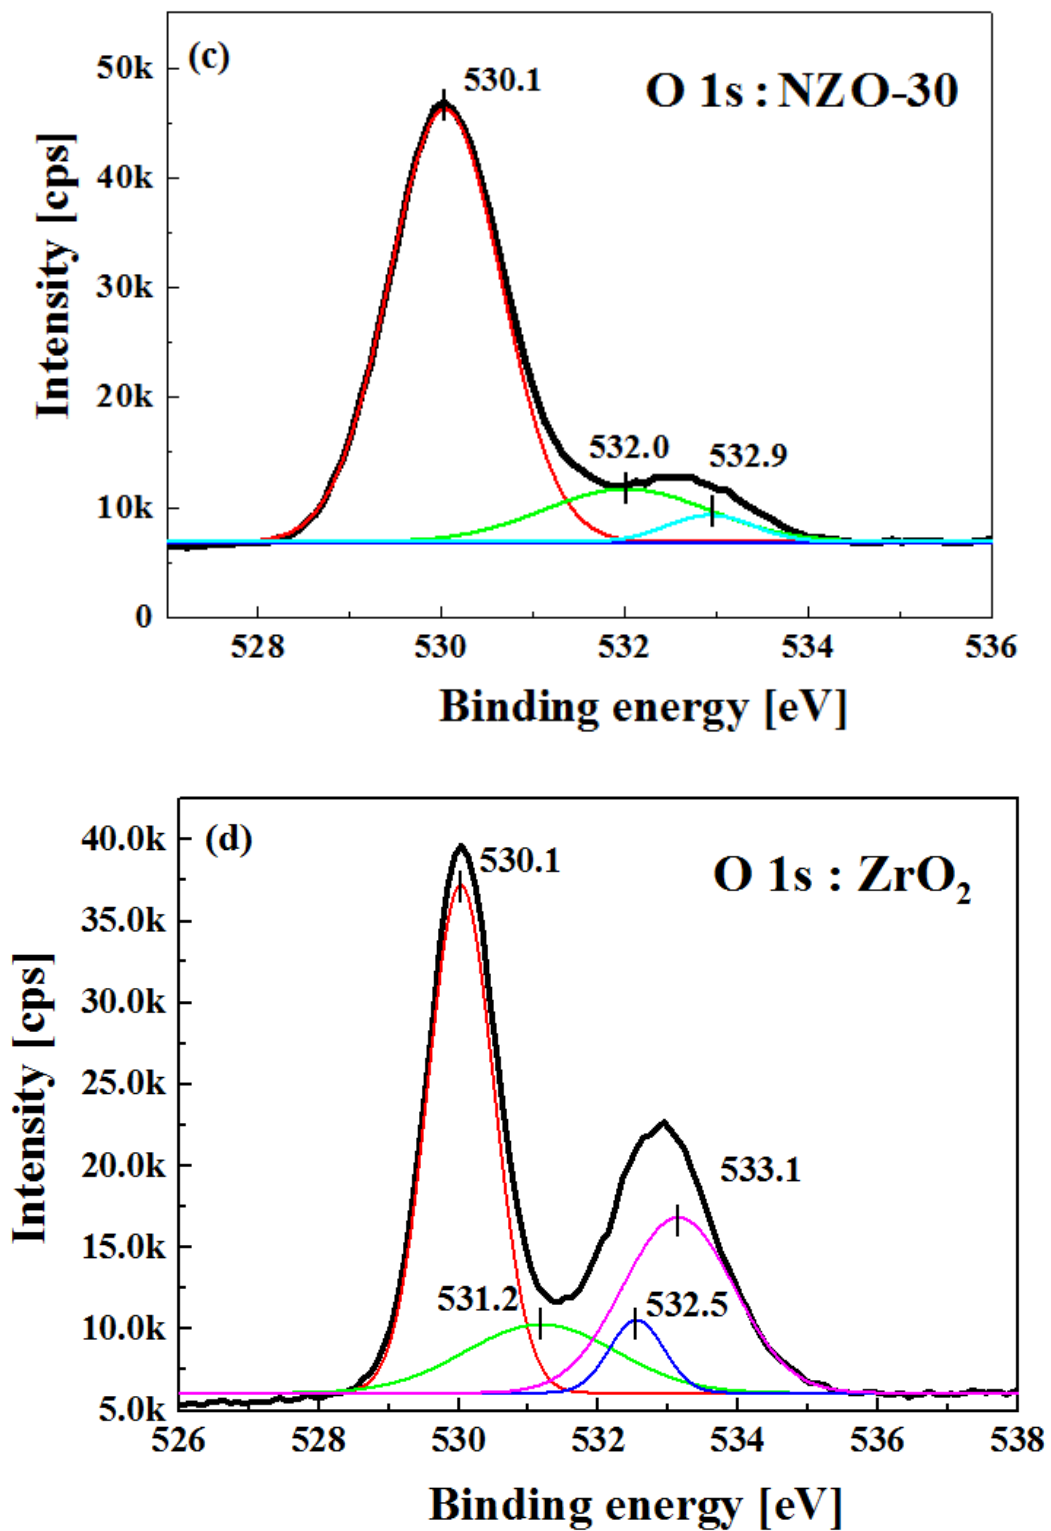 (c)
O 1s : NZO-30
530.1
532.0
532.9
50k
40k
30k
20k
10k
0
Intensity [cps]
528
530
532
534
536
Binding energy [eV]
(d)
O 1s : ZrO₂
530.1
533.1
531.2
532.5
40.0k
35.0k
30.0k
25.0k
20.0k
15.0k
10.0k
5.0k
Intensity [cps]
526
528
530
532
534
536
538
Binding energy [eV]